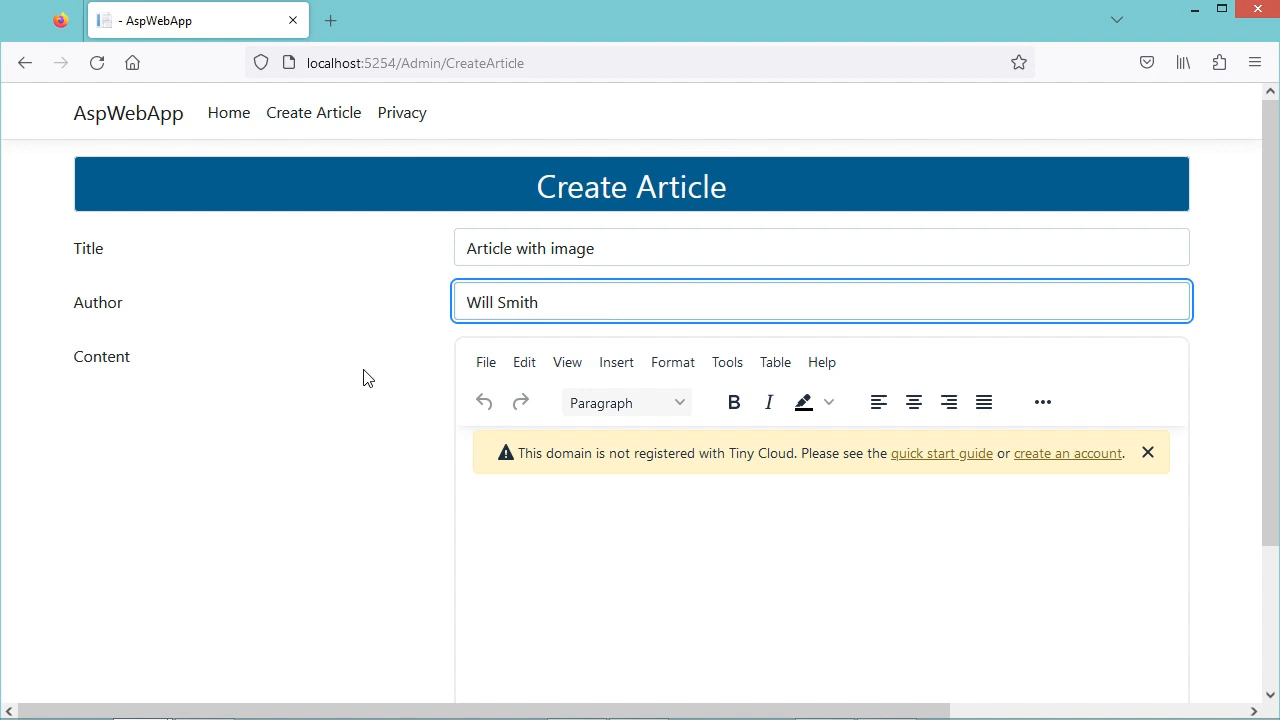 - AspWebApp
localhost:5254/Admin/CreateArticle
AspWebApp Home Create Article Privacy
Create Article
Title Article with image
Author Will Smith
Content
File Edit View Insert Format Tools Table Help
Paragraph B I
This domain is not registered with Tiny Cloud. Please see the quick start guide or create an account.